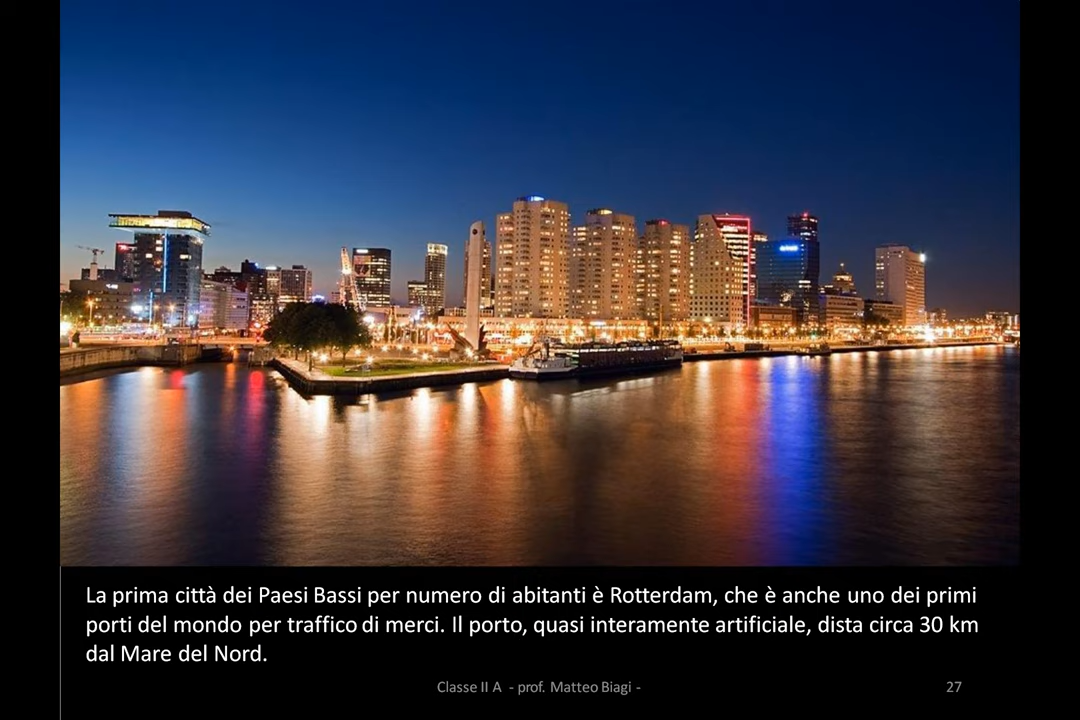 La prima città dei Paesi Bassi per numero di abitanti è Rotterdam, che è anche uno dei primi
porti del mondo per traffico di merci. Il porto, quasi interamente artificiale, dista circa 30 km
dal Mare del Nord.
Classe II A - prof. Matteo Biagi -
27